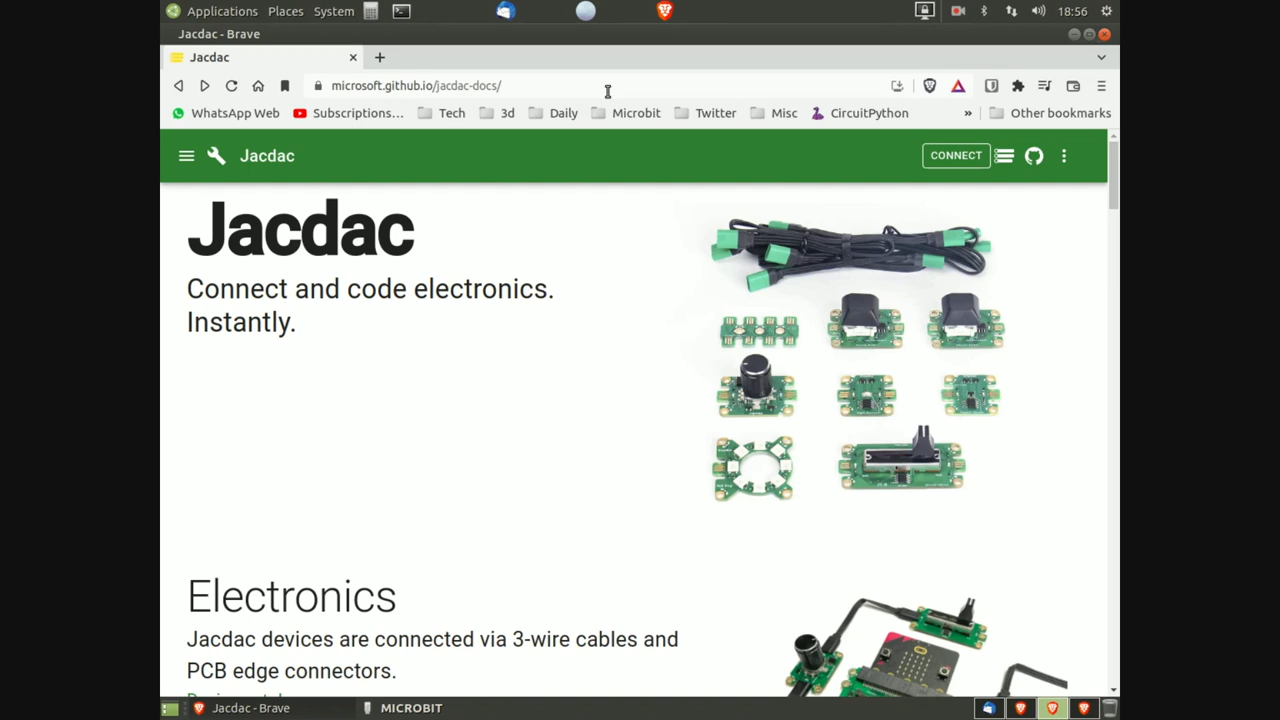 Applications Places System 18:56
Jacdac - Brave
Jacdac
microsoft.github.io/jacdac-docs/
WhatsApp Web Subscriptions… Tech 3d Daily Microbit Twitter Misc CircuitPython » Other bookmarks
Jacdac CONNECT
Jacdac
Connect and code electronics.
Instantly.
Electronics
Jacdac devices are connected via 3-wire cables and
PCB edge connectors.
Jacdac - Brave MICROBIT